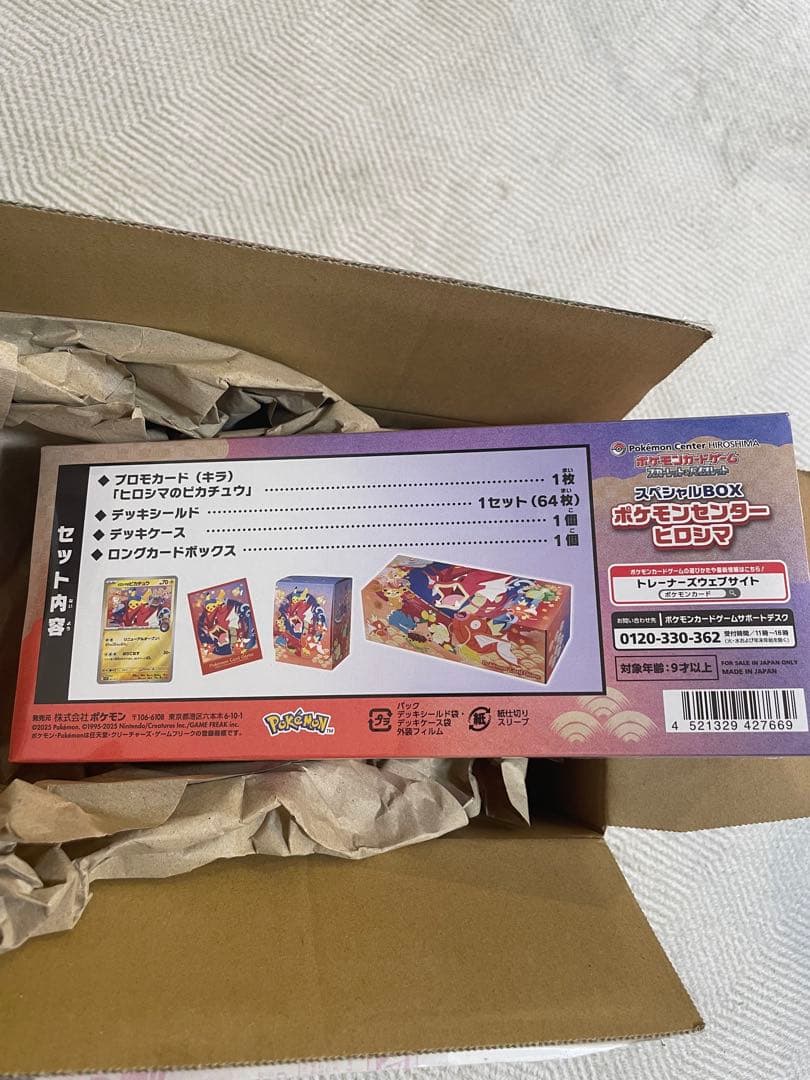 Pokémon Center HIROSHIMA
ポケモンカードゲーム
スカーレット&バイオレット
スペシャルBOX
ポケモンセンター
ヒロシマ
セット内容
ない よう
◆ プロモカード(キラ)
「ヒロシマのピカチュウ」 1枚
まい
◆ デッキシールド 1セット(64枚)
まい
◆ デッキケース 1個
こ
◆ ロングカードボックス 1個
こ
ポケモンカードゲームの遊びかたや最新情報はこちら!
トレーナーズウェブサイト
ポケモンカード
お問い合わせ先 ポケモンカードゲームサポートデスク
0120-330-362 受付時間/11時~18時
対象年齢:9才以上
FOR SALE IN JAPAN ONLY
MADE IN JAPAN
4 521329 427669
発売元 株式会社ポケモン 〒106-6108 東京都港区六本木6-10-1
©2025 Pokémon. ©1995-2025 Nintendo/Creatures Inc./GAME FREAK inc.
ポケモン・Pokémonは任天堂・クリーチャーズ・ゲームフリークの登録商標です。
POKÉMON
プラ
パック
デッキシールド袋・
デッキケース袋
外装フィルム
紙
紙仕切り
スリーブ